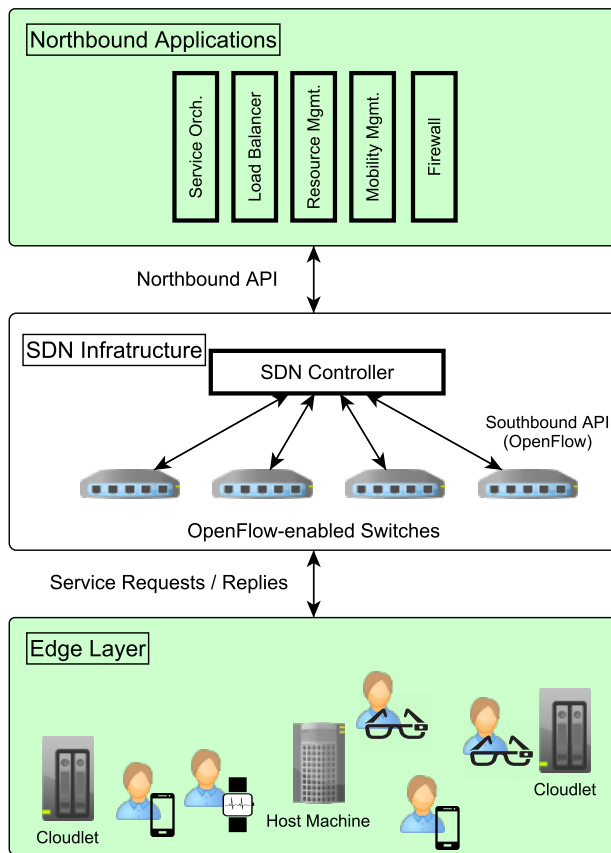 Northbound Applications
Service Orch.
Load Balancer
Resource Mgmt.
Mobility Mgmt.
Firewall
Northbound API
SDN Infratructure
SDN Controller
Southbound API
(OpenFlow)
OpenFlow-enabled Switches
Service Requests / Replies
Edge Layer
Cloudlet
Host Machine
Cloudlet